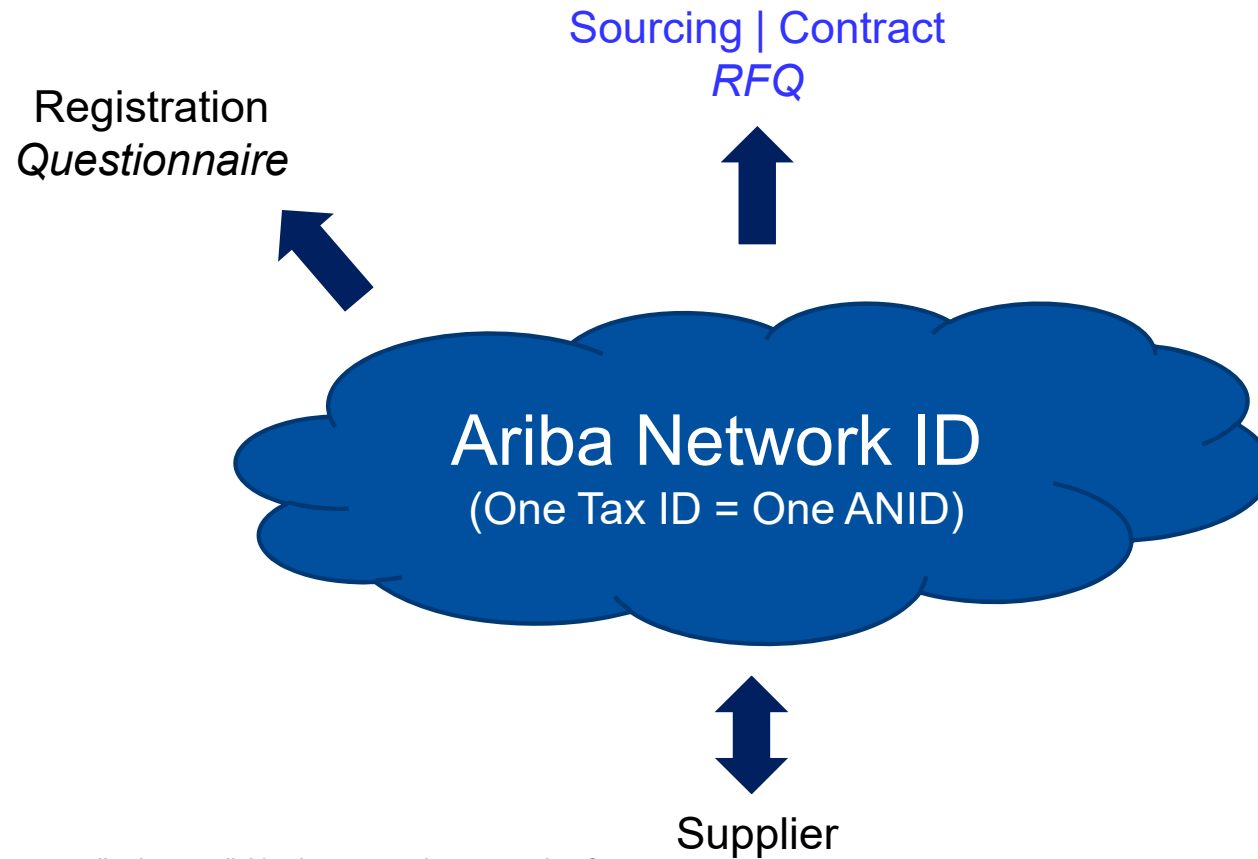 Sourcing | Contract
RFQ
Registration
Questionnaire
Ariba Network ID
(One Tax ID = One ANID)
Supplier